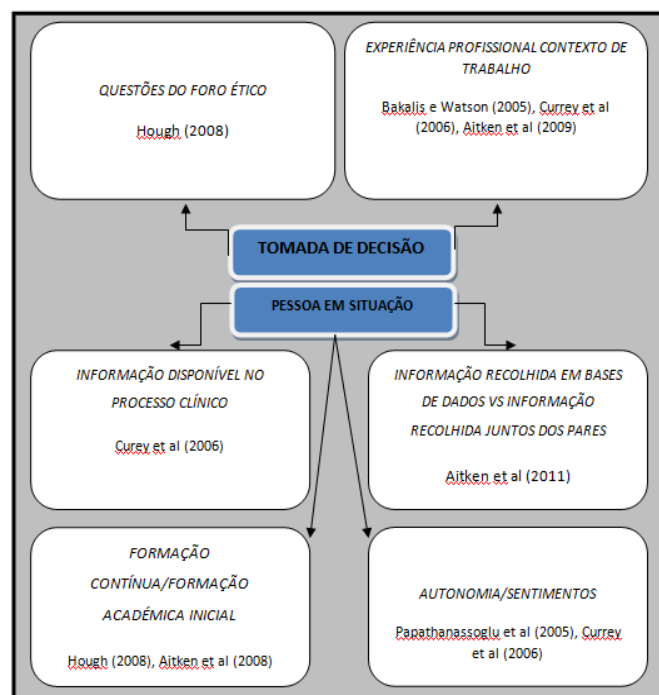 QUESTÕES DO FORO ÉTICO
Hough (2008)
EXPERIÊNCIA PROFISSIONAL CONTEXTO DE
TRABALHO
Bakalis e Watson (2005), Currey et al
(2006), Aitken et al (2009)
TOMADA DE DECISÃO
PESSOA EM SITUAÇÃO
INFORMAÇÃO DISPONÍVEL NO
PROCESSO CLÍNICO
Curey et al (2006)
INFORMAÇÃO RECOLHIDA EM BASES
DE DADOS VS INFORMAÇÃO
RECOLHIDA JUNTOS DOS PARES
Aitken et al (2011)
FORMAÇÃO
CONTÍNUA/FORMAÇÃO
ACADÉMICA INICIAL
Hough (2008), Aitken et al (2008)
AUTONOMIA/SENTIMENTOS
Papathanassoglu et al (2005), Currey
et al (2006)